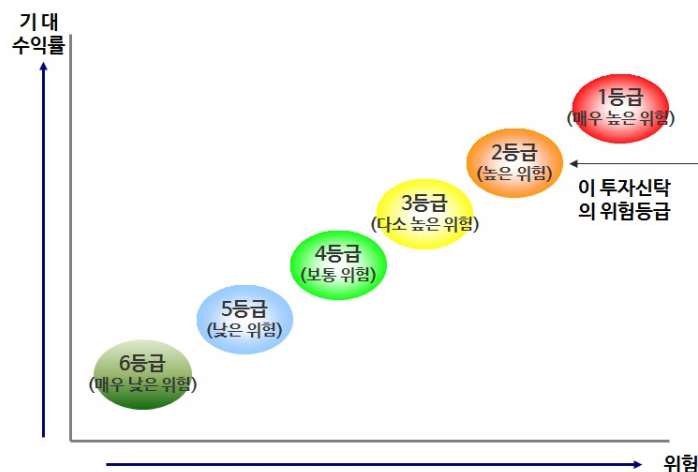 기 대
수익률
1등급
(매우 높은 위험)
2등급
(높은 위험)
이 투자신탁
의 위험등급
3등급
(다소 높은 위험)
4등급
(보통 위험)
5등급
(낮은 위험)
6등급
(매우 낮은 위험)
위험